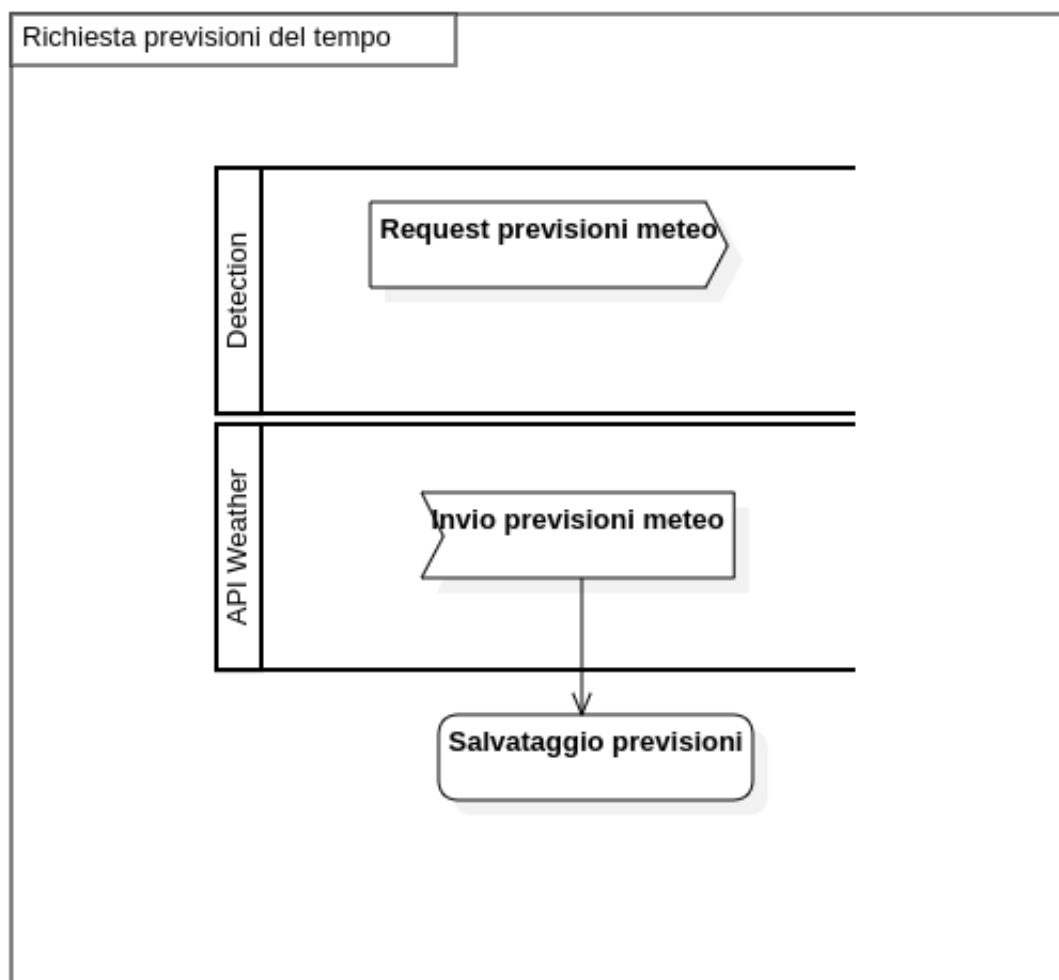 Richiesta previsioni del tempo
Detection
Request previsioni meteo
API Weather
Invio previsioni meteo
Salvataggio previsioni